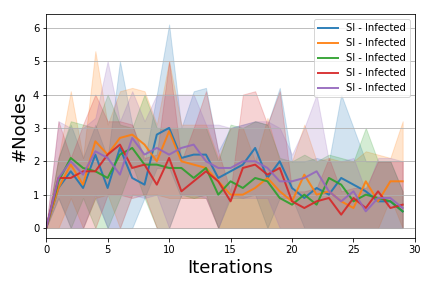 SI - Infected
SI - Infected
SI - Infected
SI - Infected
SI - Infected
#Nodes
6
5
4
3
2
1
0
0 5 10 15 20 25 30
Iterations